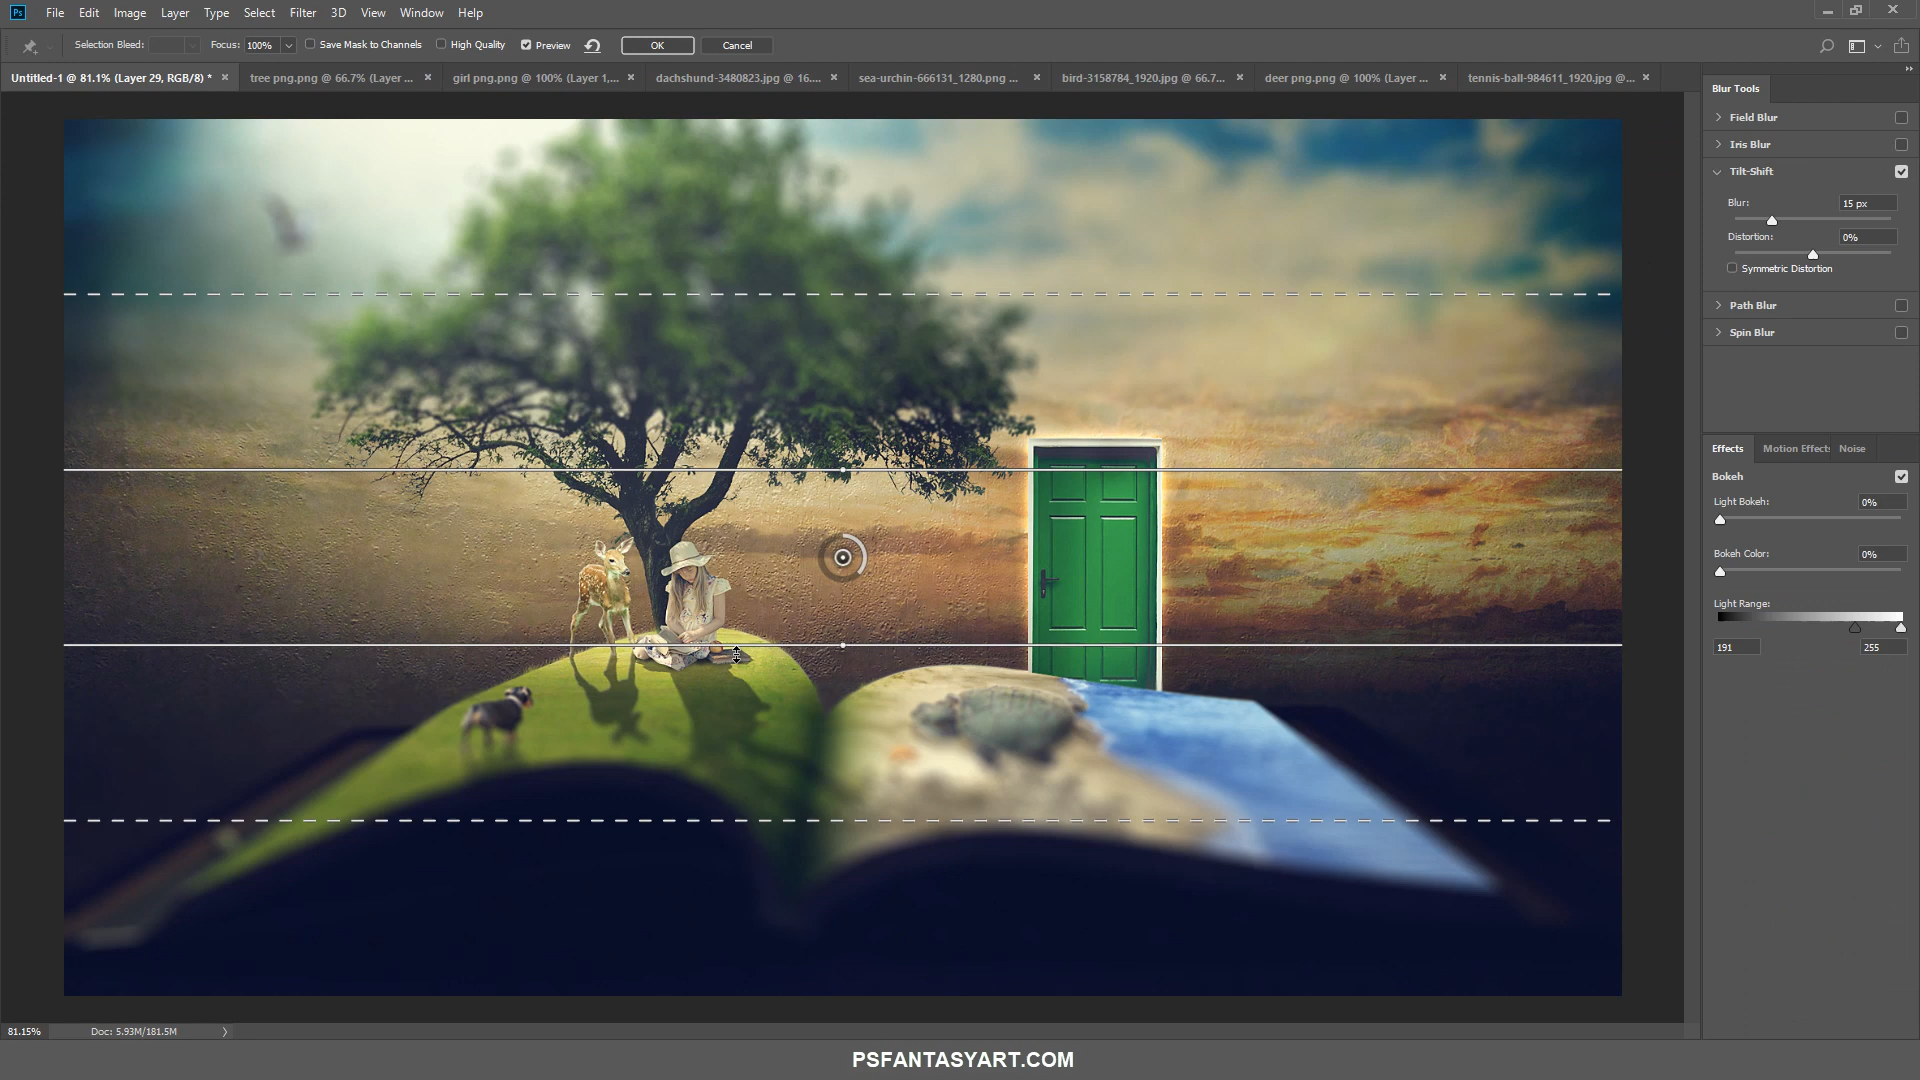 Ps File Edit Image Layer Type Select Filter 3D View Window Help
Selection Bleed: Focus: 100% Save Mask to Channels High Quality Preview OK Cancel
Untitled-1 @ 81.1% (Layer 29, RGB/8) * × tree png.png @ 66.7% (Layer ... × girl png.png @ 100% (Layer 1,... × dachshund-3480823.jpg @ 16.... × sea-urchin-666131_1280.png ... × bird-3158784_1920.jpg @ 66.7... × deer png.png @ 100% (Layer ... × tennis-ball-984611_1920.jpg @... ×
Blur Tools
Field Blur
Iris Blur
Tilt-Shift
Blur: 15 px
Distortion: 0%
Symmetric Distortion
Path Blur
Spin Blur
Effects Motion Effects Noise
Bokeh
Light Bokeh: 0%
Bokeh Color: 0%
Light Range:
191 255
81.15% Doc: 5.93M/181.5M
PSFANTASYART.COM